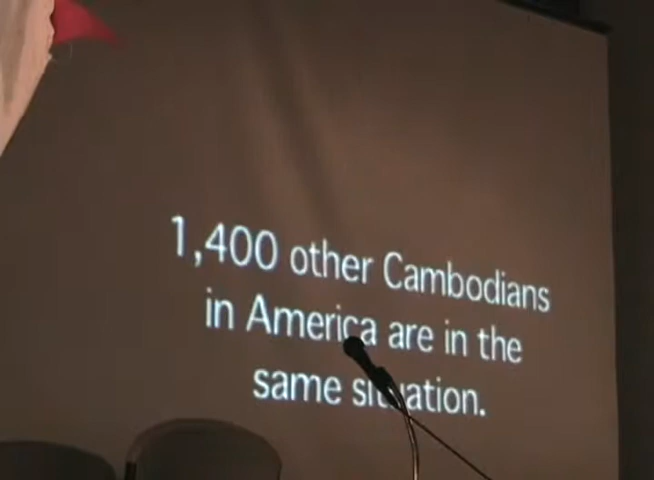 1,400 other Cambodians
in America are in the
same situation.